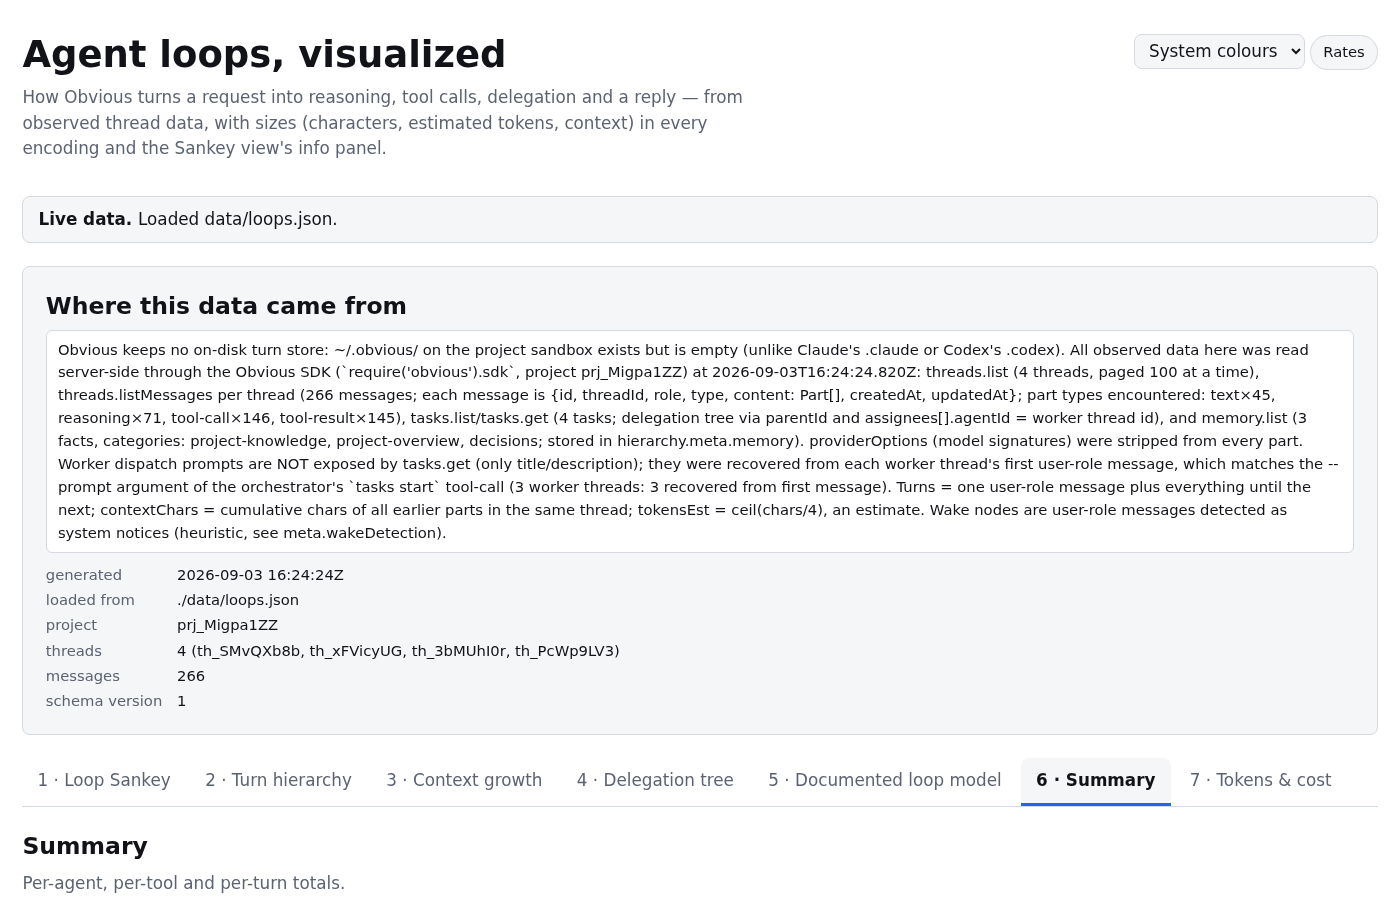 Agent loops, visualized
System colours
Rates
How Obvious turns a request into reasoning, tool calls, delegation and a reply — from
observed thread data, with sizes (characters, estimated tokens, context) in every
encoding and the Sankey view's info panel.
Live data. Loaded data/loops.json.
Where this data came from
Obvious keeps no on-disk turn store: ~/.obvious/ on the project sandbox exists but is empty (unlike Claude's .claude or Codex's .codex). All observed data here was read
server-side through the Obvious SDK (`require('obvious').sdk`, project prj_Migpa1ZZ) at 2026-09-03T16:24:24.820Z: threads.list (4 threads, paged 100 at a time),
threads.listMessages per thread (266 messages; each message is {id, threadId, role, type, content: Part[], createdAt, updatedAt}; part types encountered: text×45,
reasoning×71, tool-call×146, tool-result×145), tasks.list/tasks.get (4 tasks; delegation tree via parentId and assignees[].agentId = worker thread id), and memory.list (3
facts, categories: project-knowledge, project-overview, decisions; stored in hierarchy.meta.memory). providerOptions (model signatures) were stripped from every part.
Worker dispatch prompts are NOT exposed by tasks.get (only title/description); they were recovered from each worker thread's first user-role message, which matches the --
prompt argument of the orchestrator's `tasks start` tool-call (3 worker threads: 3 recovered from first message). Turns = one user-role message plus everything until the
next; contextChars = cumulative chars of all earlier parts in the same thread; tokensEst = ceil(chars/4), an estimate. Wake nodes are user-role messages detected as
system notices (heuristic, see meta.wakeDetection).
generated 2026-09-03 16:24:24Z
loaded from ./data/loops.json
project prj_Migpa1ZZ
threads 4 (th_SMvQXb8b, th_xFVicyUG, th_3bMUhI0r, th_PcWp9LV3)
messages 266
schema version 1
1 · Loop Sankey 2 · Turn hierarchy 3 · Context growth 4 · Delegation tree 5 · Documented loop model 6 · Summary 7 · Tokens & cost
Summary
Per-agent, per-tool and per-turn totals.